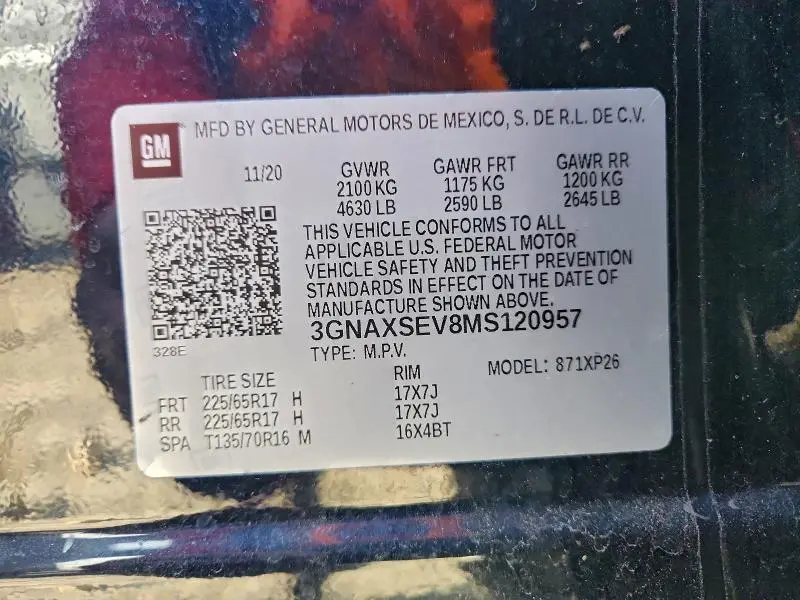 GM
MFD BY GENERAL MOTORS DE MEXICO, S. DE R.L. DE C.V.
11/20 GVWR GAWR FRT GAWR RR
2100 KG 1175 KG 1200 KG
4630 LB 2590 LB 2645 LB
THIS VEHICLE CONFORMS TO ALL
APPLICABLE U.S. FEDERAL MOTOR
VEHICLE SAFETY AND THEFT PREVENTION
STANDARDS IN EFFECT ON THE DATE OF
MANUFACTURE SHOWN ABOVE.
3GNAXSEV8MS120957
328E
TYPE: M.P.V. MODEL: 871XP26
TIRE SIZE RIM
FRT 225/65R17 H 17X7J
RR 225/65R17 H 17X7J
SPA T135/70R16 M 16X4BT